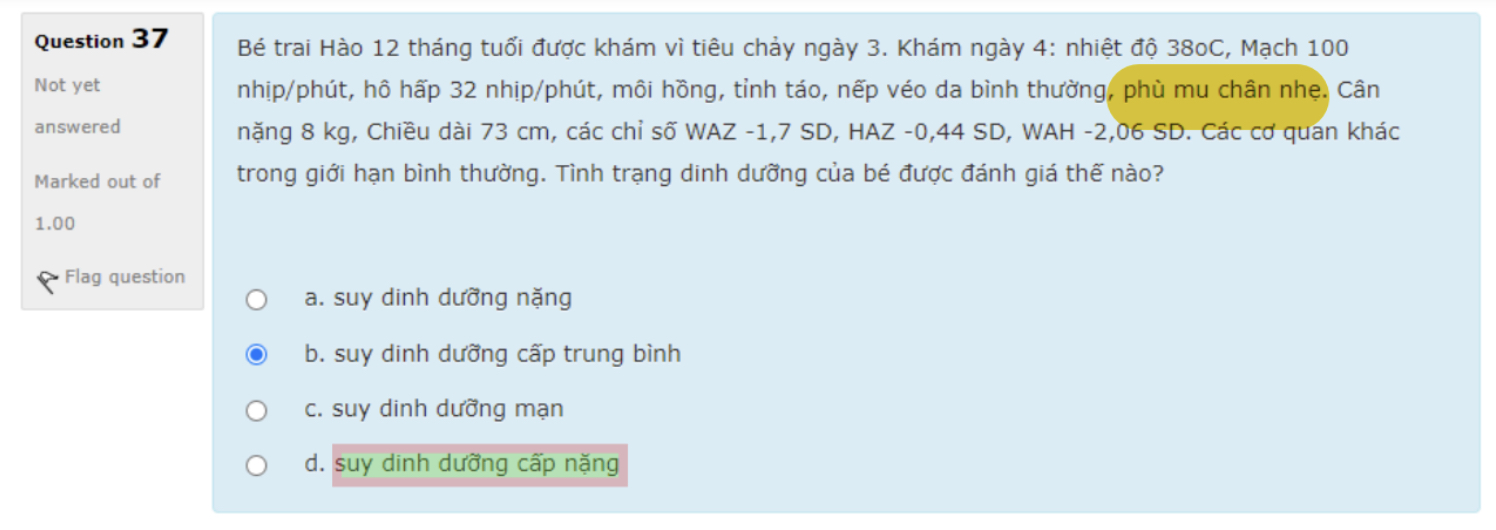 Question 37
Not yet
answered
Marked out of
1.00
Flag question
Bé trai Hào 12 tháng tuổi được khám vì tiêu chảy ngày 3. Khám ngày 4: nhiệt độ 38oC, Mạch 100
nhịp/phút, hô hấp 32 nhịp/phút, môi hồng, tỉnh táo, nếp véo da bình thường, phù mu chân nhẹ. Cân
nặng 8 kg, Chiều dài 73 cm, các chỉ số WAZ -1,7 SD, HAZ -0,44 SD, WAH -2,06 SD. Các cơ quan khác
trong giới hạn bình thường. Tình trạng dinh dưỡng của bé được đánh giá thế nào?
a. suy dinh dưỡng nặng
b. suy dinh dưỡng cấp trung bình
c. suy dinh dưỡng mạn
d. suy dinh dưỡng cấp nặng